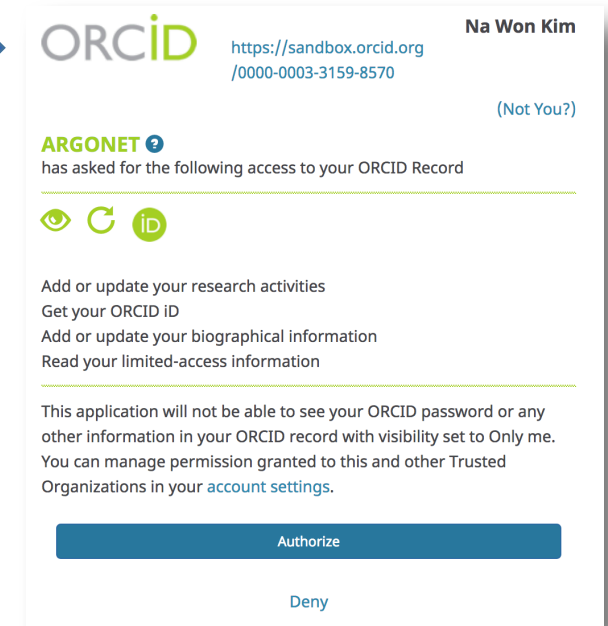 ORCiD
Na Won Kim
https://sandbox.orcid.org
/0000-0003-3159-8570
(Not You?)
ARGONET ?
has asked for the following access to your ORCID Record
iD
Add or update your research activities
Get your ORCID iD
Add or update your biographical information
Read your limited-access information
This application will not be able to see your ORCID password or any
other information in your ORCID record with visibility set to Only me.
You can manage permission granted to this and other Trusted
Organizations in your account settings.
Authorize
Deny